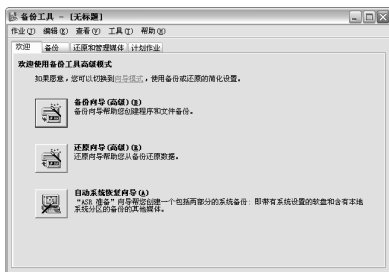 备份工具 - [无标题]
作业(J) 编辑(E) 查看(V) 工具(T) 帮助(H)
欢迎 备份 还原和管理媒体 计划作业
欢迎使用备份工具高级模式
如果愿意，您可以切换到向导模式，使用备份或还原的简化设置。
备份向导(高级)(B)
备份向导帮助您创建程序和文件备份。
还原向导(高级)(R)
还原向导帮助您从备份还原数据。
自动系统恢复向导(A)
“ASR 准备”向导帮您创建一个包括两部分的系统备份: 即带有系统设置的软盘和含有本地
系统分区的备份的其他媒体。